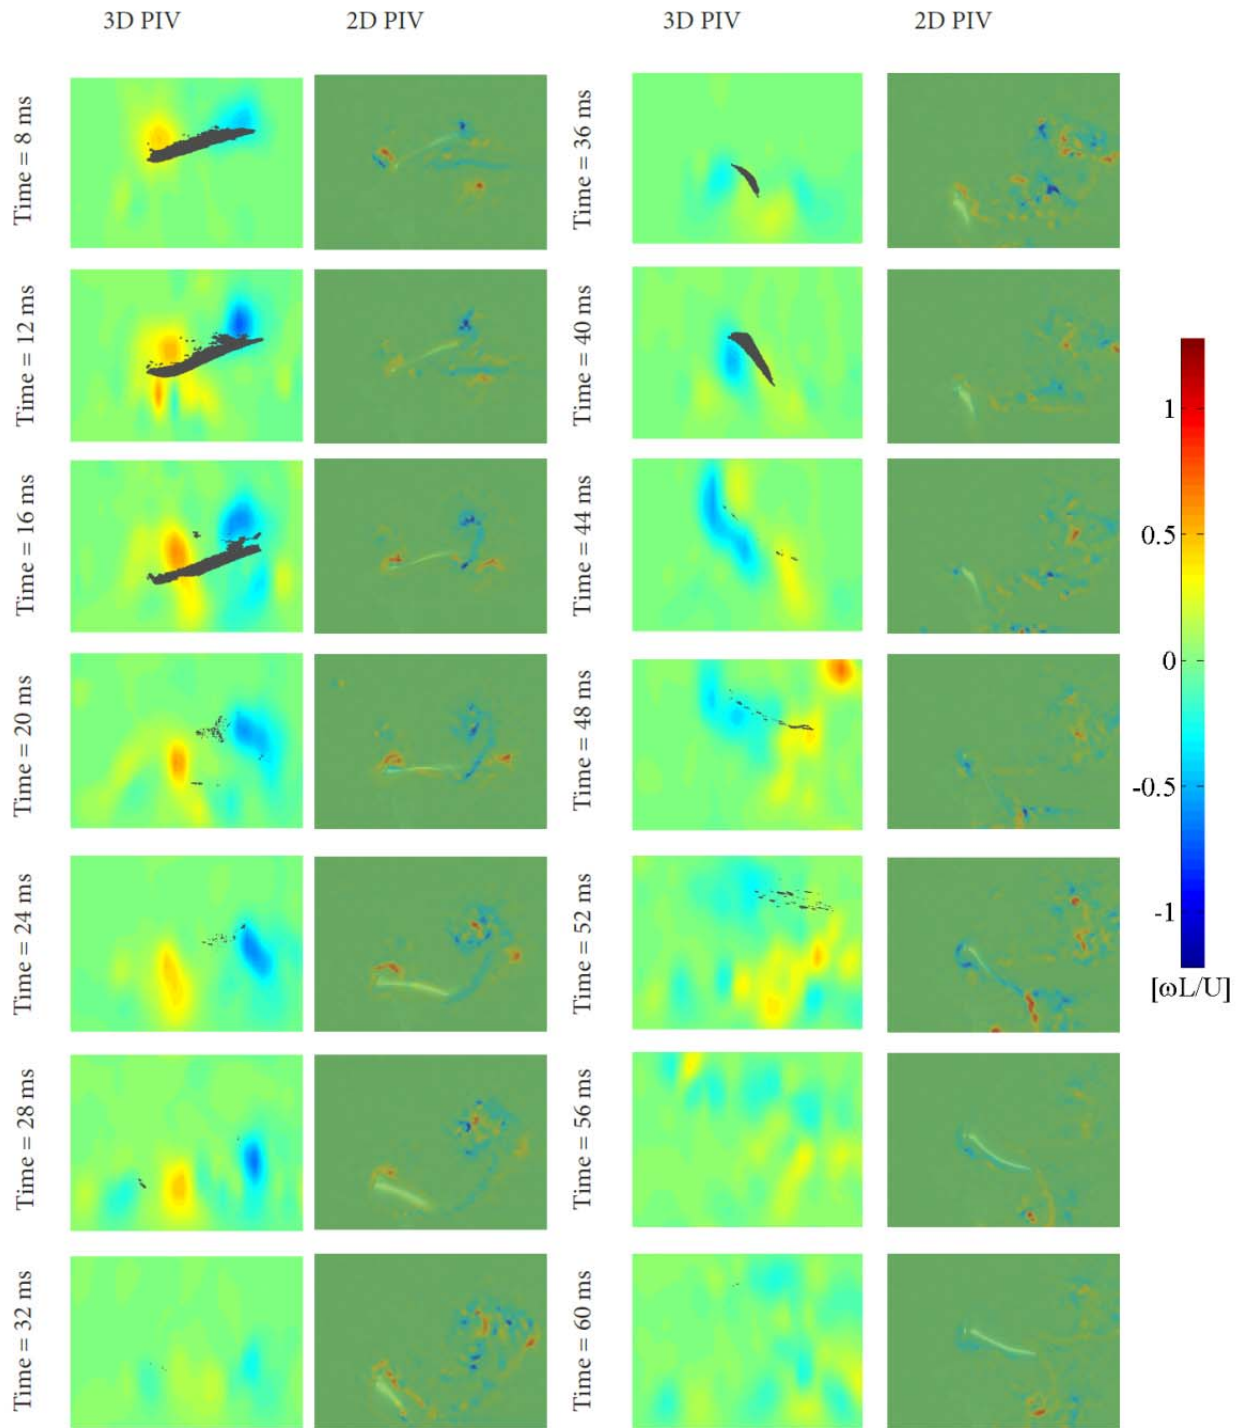 3D PIV 2D PIV 3D PIV 2D PIV
Time = 8 ms
Time = 36 ms
Time = 12 ms
Time = 40 ms
Time = 16 ms
Time = 44 ms
Time = 20 ms
Time = 48 ms
Time = 24 ms
Time = 52 ms
Time = 28 ms
Time = 56 ms
Time = 32 ms
Time = 60 ms
1
0.5
0
-0.5
-1
[ωL/U]